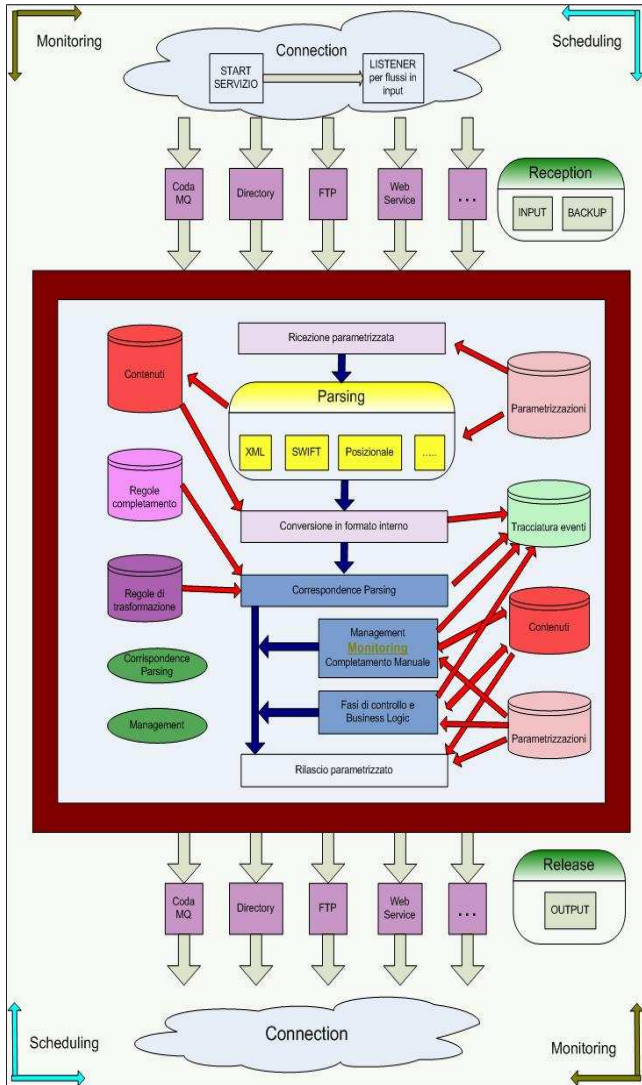 Monitoring
Scheduling
Connection
START
SERVIZIO
LISTENER
per flussi in
input
Coda
MQ
Directory
FTP
Web
Service
...
Reception
INPUT
BACKUP
Ricezione parametrizzata
Contenuti
Parametrizzazioni
Parsing
XML
SWIFT
Posizionale
.....
Regole
completamento
Conversione in formato interno
Tracciatura eventi
Regole di
trasformazione
Correspondence Parsing
Contenuti
Management
Monitoring
Completamento Manuale
Corrispondence
Parsing
Management
Fasi di controllo e
Business Logic
Parametrizzazioni
Rilascio parametrizzato
Coda
MQ
Directory
FTP
Web
Service
...
Release
OUTPUT
Connection
Scheduling
Monitoring